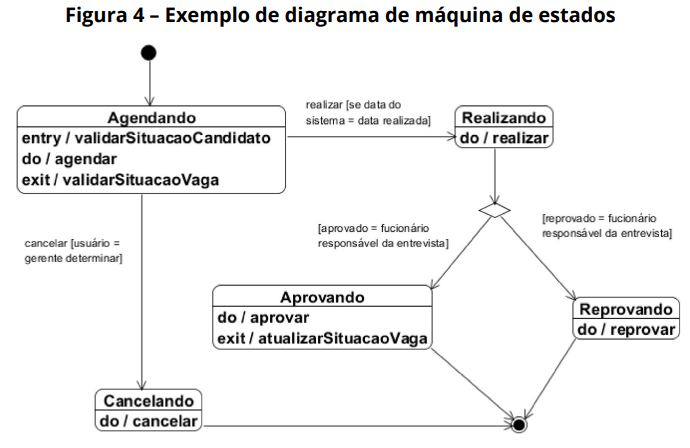 Figura 4 – Exemplo de diagrama de máquina de estados
Agendando
entry / validarSituacaoCandidato
do / agendar
exit / validarSituacaoVaga
realizar [se data do
sistema = data realizada]
Realizando
do / realizar
[aprovado = fucionário
responsável da entrevista]
[reprovado = fucionário
responsável da entrevista]
cancelar [usuário =
gerente determinar]
Aprovando
do / aprovar
exit / atualizarSituacaoVaga
Reprovando
do / reprovar
Cancelando
do / cancelar